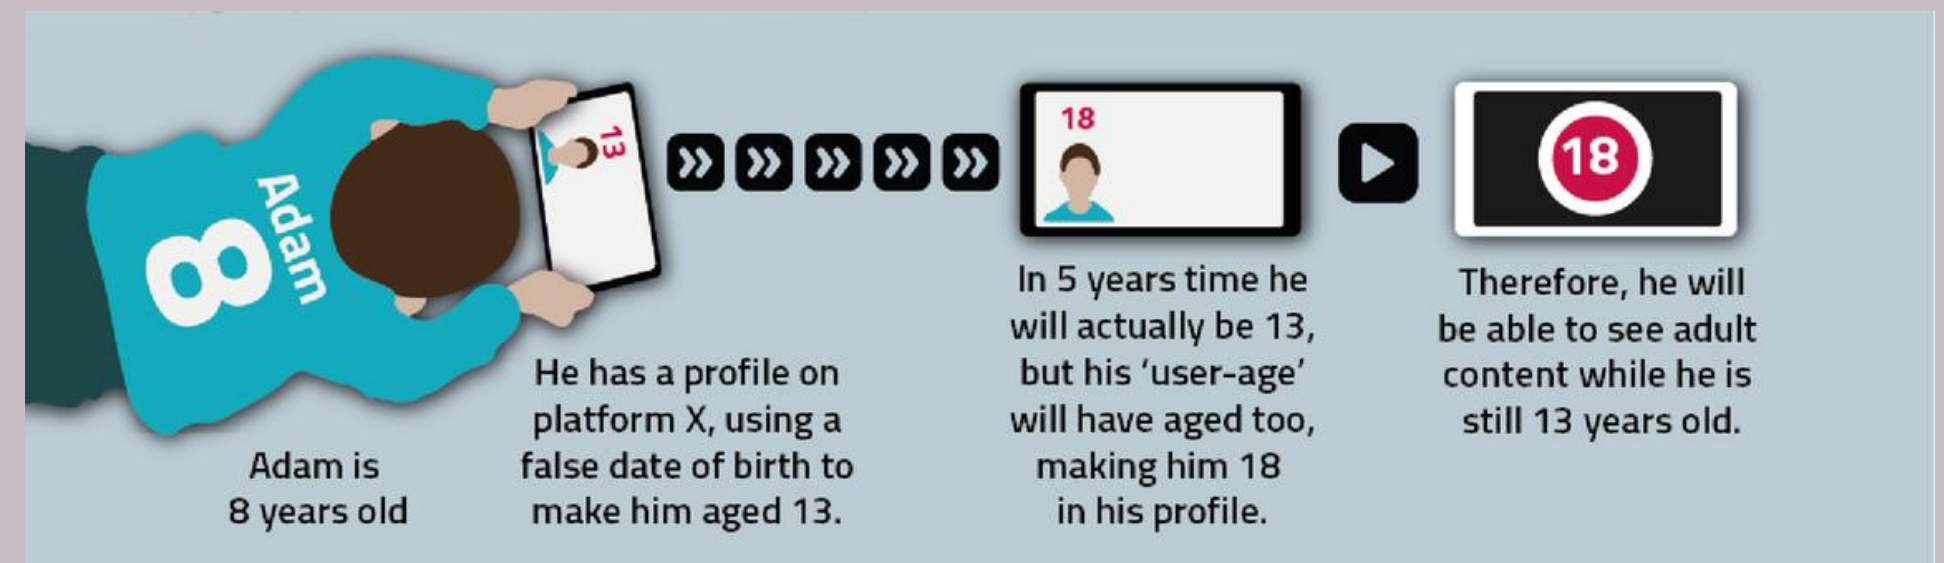 Adam
8
13
18
18
Adam is
8 years old
He has a profile on
platform X, using a
false date of birth to
make him aged 13.
In 5 years time he
will actually be 13,
but his ‘user-age’
will have aged too,
making him 18
in his profile.
Therefore, he will
be able to see adult
content while he is
still 13 years old.